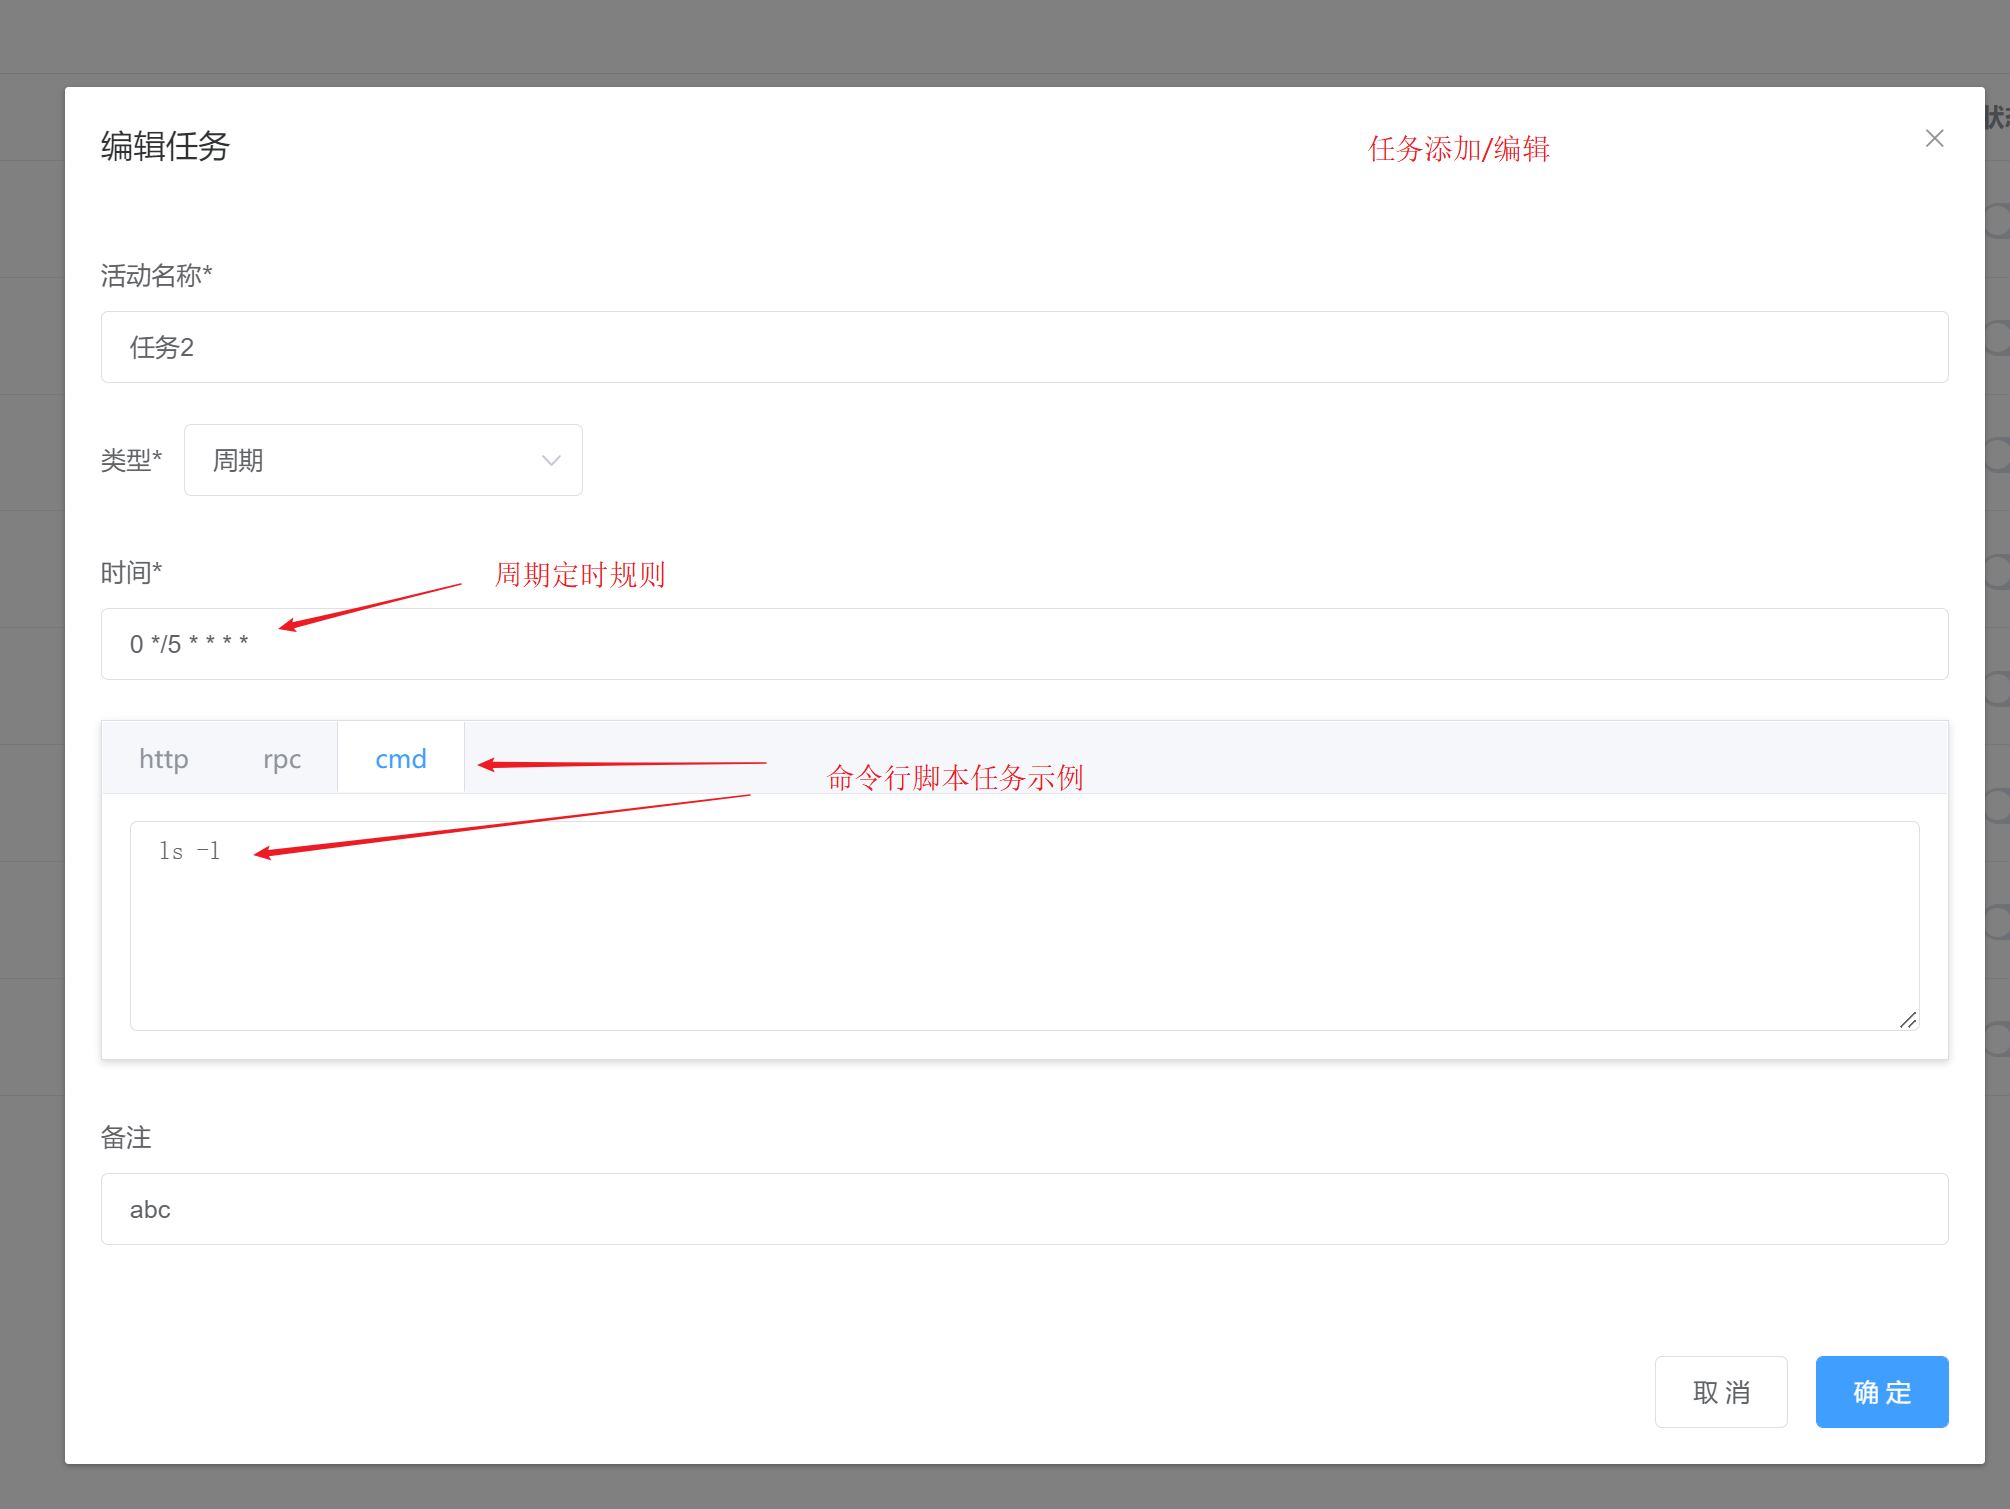 编辑任务
任务添加/编辑
活动名称*
任务2
类型*
周期
时间*
周期定时规则
0 */5 * * * *
http
rpc
cmd
命令行脚本任务示例
ls -l
备注
abc
取 消
确 定